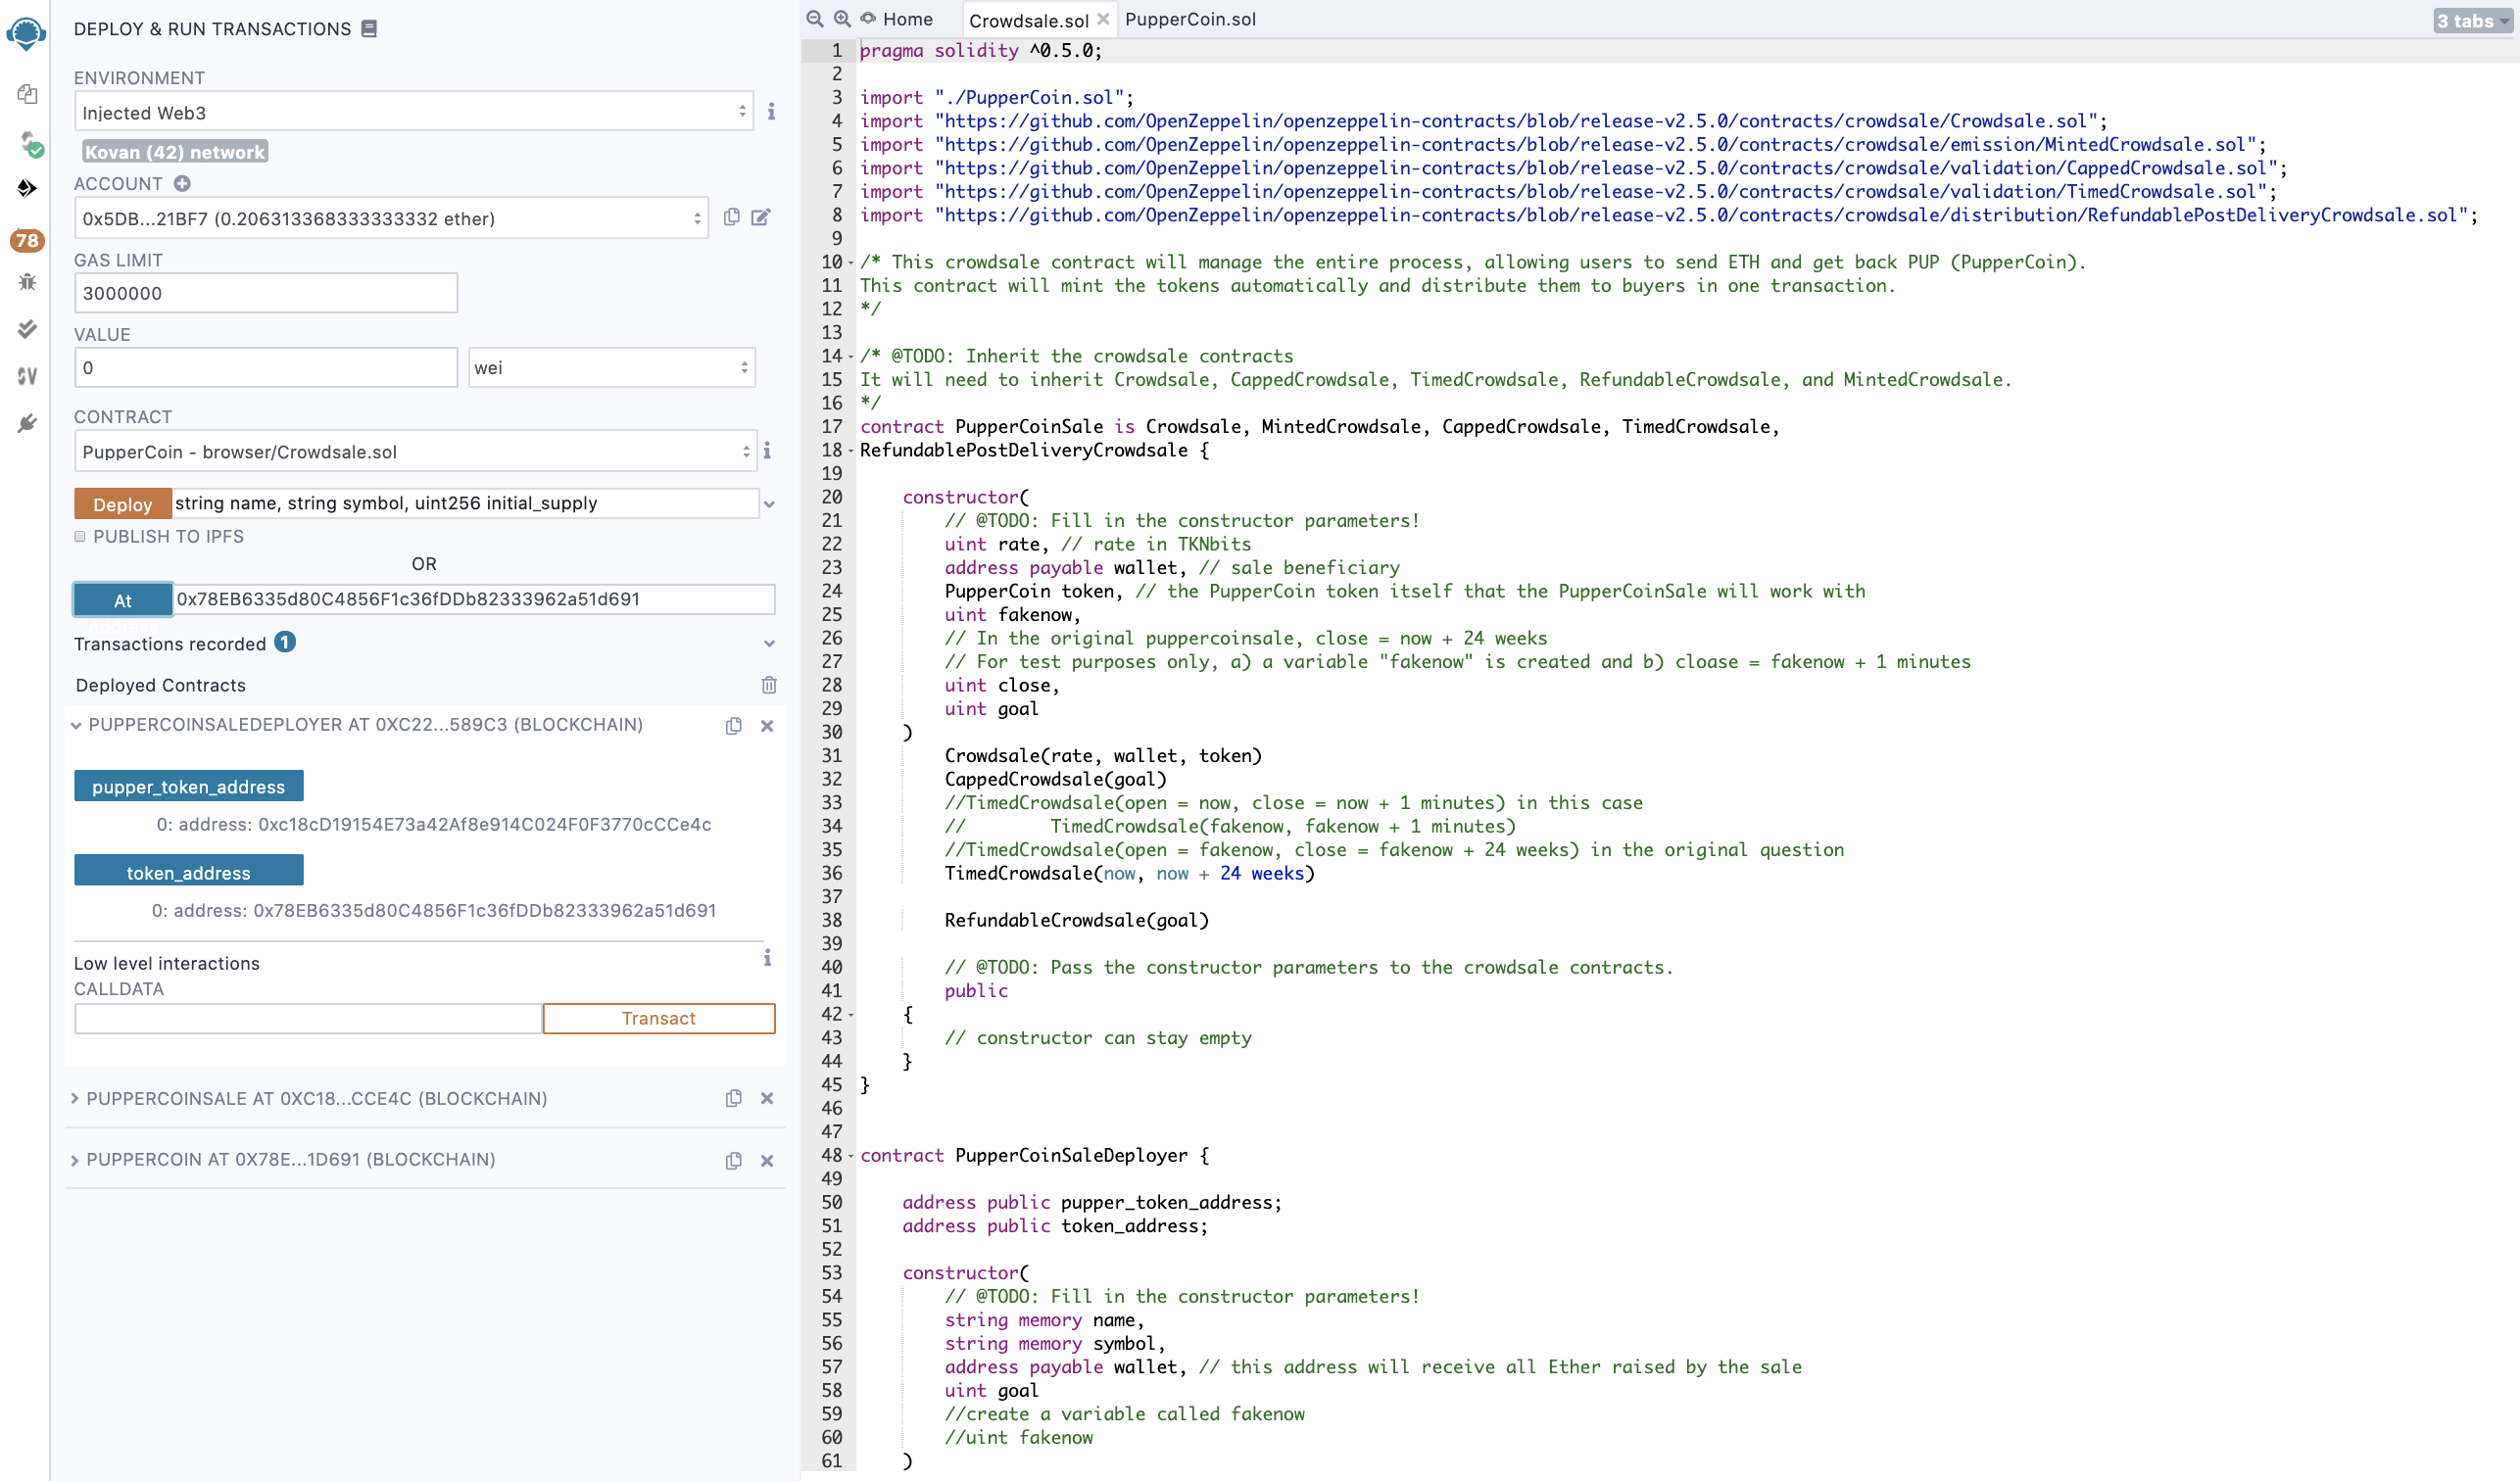 DEPLOY & RUN TRANSACTIONS
ENVIRONMENT
Injected Web3
Kovan (42) network
ACCOUNT
0x5DB...21BF7 (0.206313368333333332 ether)
78
GAS LIMIT
3000000
VALUE
0
wei
CONTRACT
PupperCoin - browser/Crowdsale.sol
Deploy string name, string symbol, uint256 initial_supply
PUBLISH TO IPFS
OR
At 0x78EB6335d80C4856F1c36fDDb82333962a51d691
Transactions recorded 1
Deployed Contracts
PUPPERCOINSALEDEPLOYER AT 0XC22...589C3 (BLOCKCHAIN)
pupper_token_address
0: address: 0xc18cD19154E73a42Af8e914C024F0F3770cCCe4c
token_address
0: address: 0x78EB6335d80C4856F1c36fDDb82333962a51d691
Low level interactions
CALLDATA
Transact
PUPPERCOINSALE AT 0XC18...CCE4C (BLOCKCHAIN)
PUPPERCOIN AT 0X78E...1D691 (BLOCKCHAIN)
Home Crowdsale.sol PupperCoin.sol
3 tabs
1 pragma solidity ^0.5.0;
2
3 import "./PupperCoin.sol";
4 import "https://github.com/OpenZeppelin/openzeppelin-contracts/blob/release-v2.5.0/contracts/crowdsale/Crowdsale.sol";
5 import "https://github.com/OpenZeppelin/openzeppelin-contracts/blob/release-v2.5.0/contracts/crowdsale/emission/MintedCrowdsale.sol";
6 import "https://github.com/OpenZeppelin/openzeppelin-contracts/blob/release-v2.5.0/contracts/crowdsale/validation/CappedCrowdsale.sol";
7 import "https://github.com/OpenZeppelin/openzeppelin-contracts/blob/release-v2.5.0/contracts/crowdsale/validation/TimedCrowdsale.sol";
8 import "https://github.com/OpenZeppelin/openzeppelin-contracts/blob/release-v2.5.0/contracts/crowdsale/distribution/RefundablePostDeliveryCrowdsale.sol";
9
10 /* This crowdsale contract will manage the entire process, allowing users to send ETH and get back PUP (PupperCoin).
11 This contract will mint the tokens automatically and distribute them to buyers in one transaction.
12 */
13
14 /* @TODO: Inherit the crowdsale contracts
15 It will need to inherit Crowdsale, CappedCrowdsale, TimedCrowdsale, RefundableCrowdsale, and MintedCrowdsale.
16 */
17 contract PupperCoinSale is Crowdsale, MintedCrowdsale, CappedCrowdsale, TimedCrowdsale,
18 RefundablePostDeliveryCrowdsale {
19
20 constructor(
21 // @TODO: Fill in the constructor parameters!
22 uint rate, // rate in TKNbits
23 address payable wallet, // sale beneficiary
24 PupperCoin token, // the PupperCoin token itself that the PupperCoinSale will work with
25 uint fakenow,
26 // In the original puppercoinsale, close = now + 24 weeks
27 // For test purposes only, a) a variable "fakenow" is created and b) cloase = fakenow + 1 minutes
28 uint close,
29 uint goal
30 )
31 Crowdsale(rate, wallet, token)
32 CappedCrowdsale(goal)
33 //TimedCrowdsale(open = now, close = now + 1 minutes) in this case
34 // TimedCrowdsale(fakenow, fakenow + 1 minutes)
35 //TimedCrowdsale(open = fakenow, close = fakenow + 24 weeks) in the original question
36 TimedCrowdsale(now, now + 24 weeks)
37
38 RefundableCrowdsale(goal)
39
40 // @TODO: Pass the constructor parameters to the crowdsale contracts.
41 public
42 {
43 // constructor can stay empty
44 }
45 }
46
47
48 contract PupperCoinSaleDeployer {
49
50 address public pupper_token_address;
51 address public token_address;
52
53 constructor(
54 // @TODO: Fill in the constructor parameters!
55 string memory name,
56 string memory symbol,
57 address payable wallet, // this address will receive all Ether raised by the sale
58 uint goal
59 //create a variable called fakenow
60 //uint fakenow
61 )